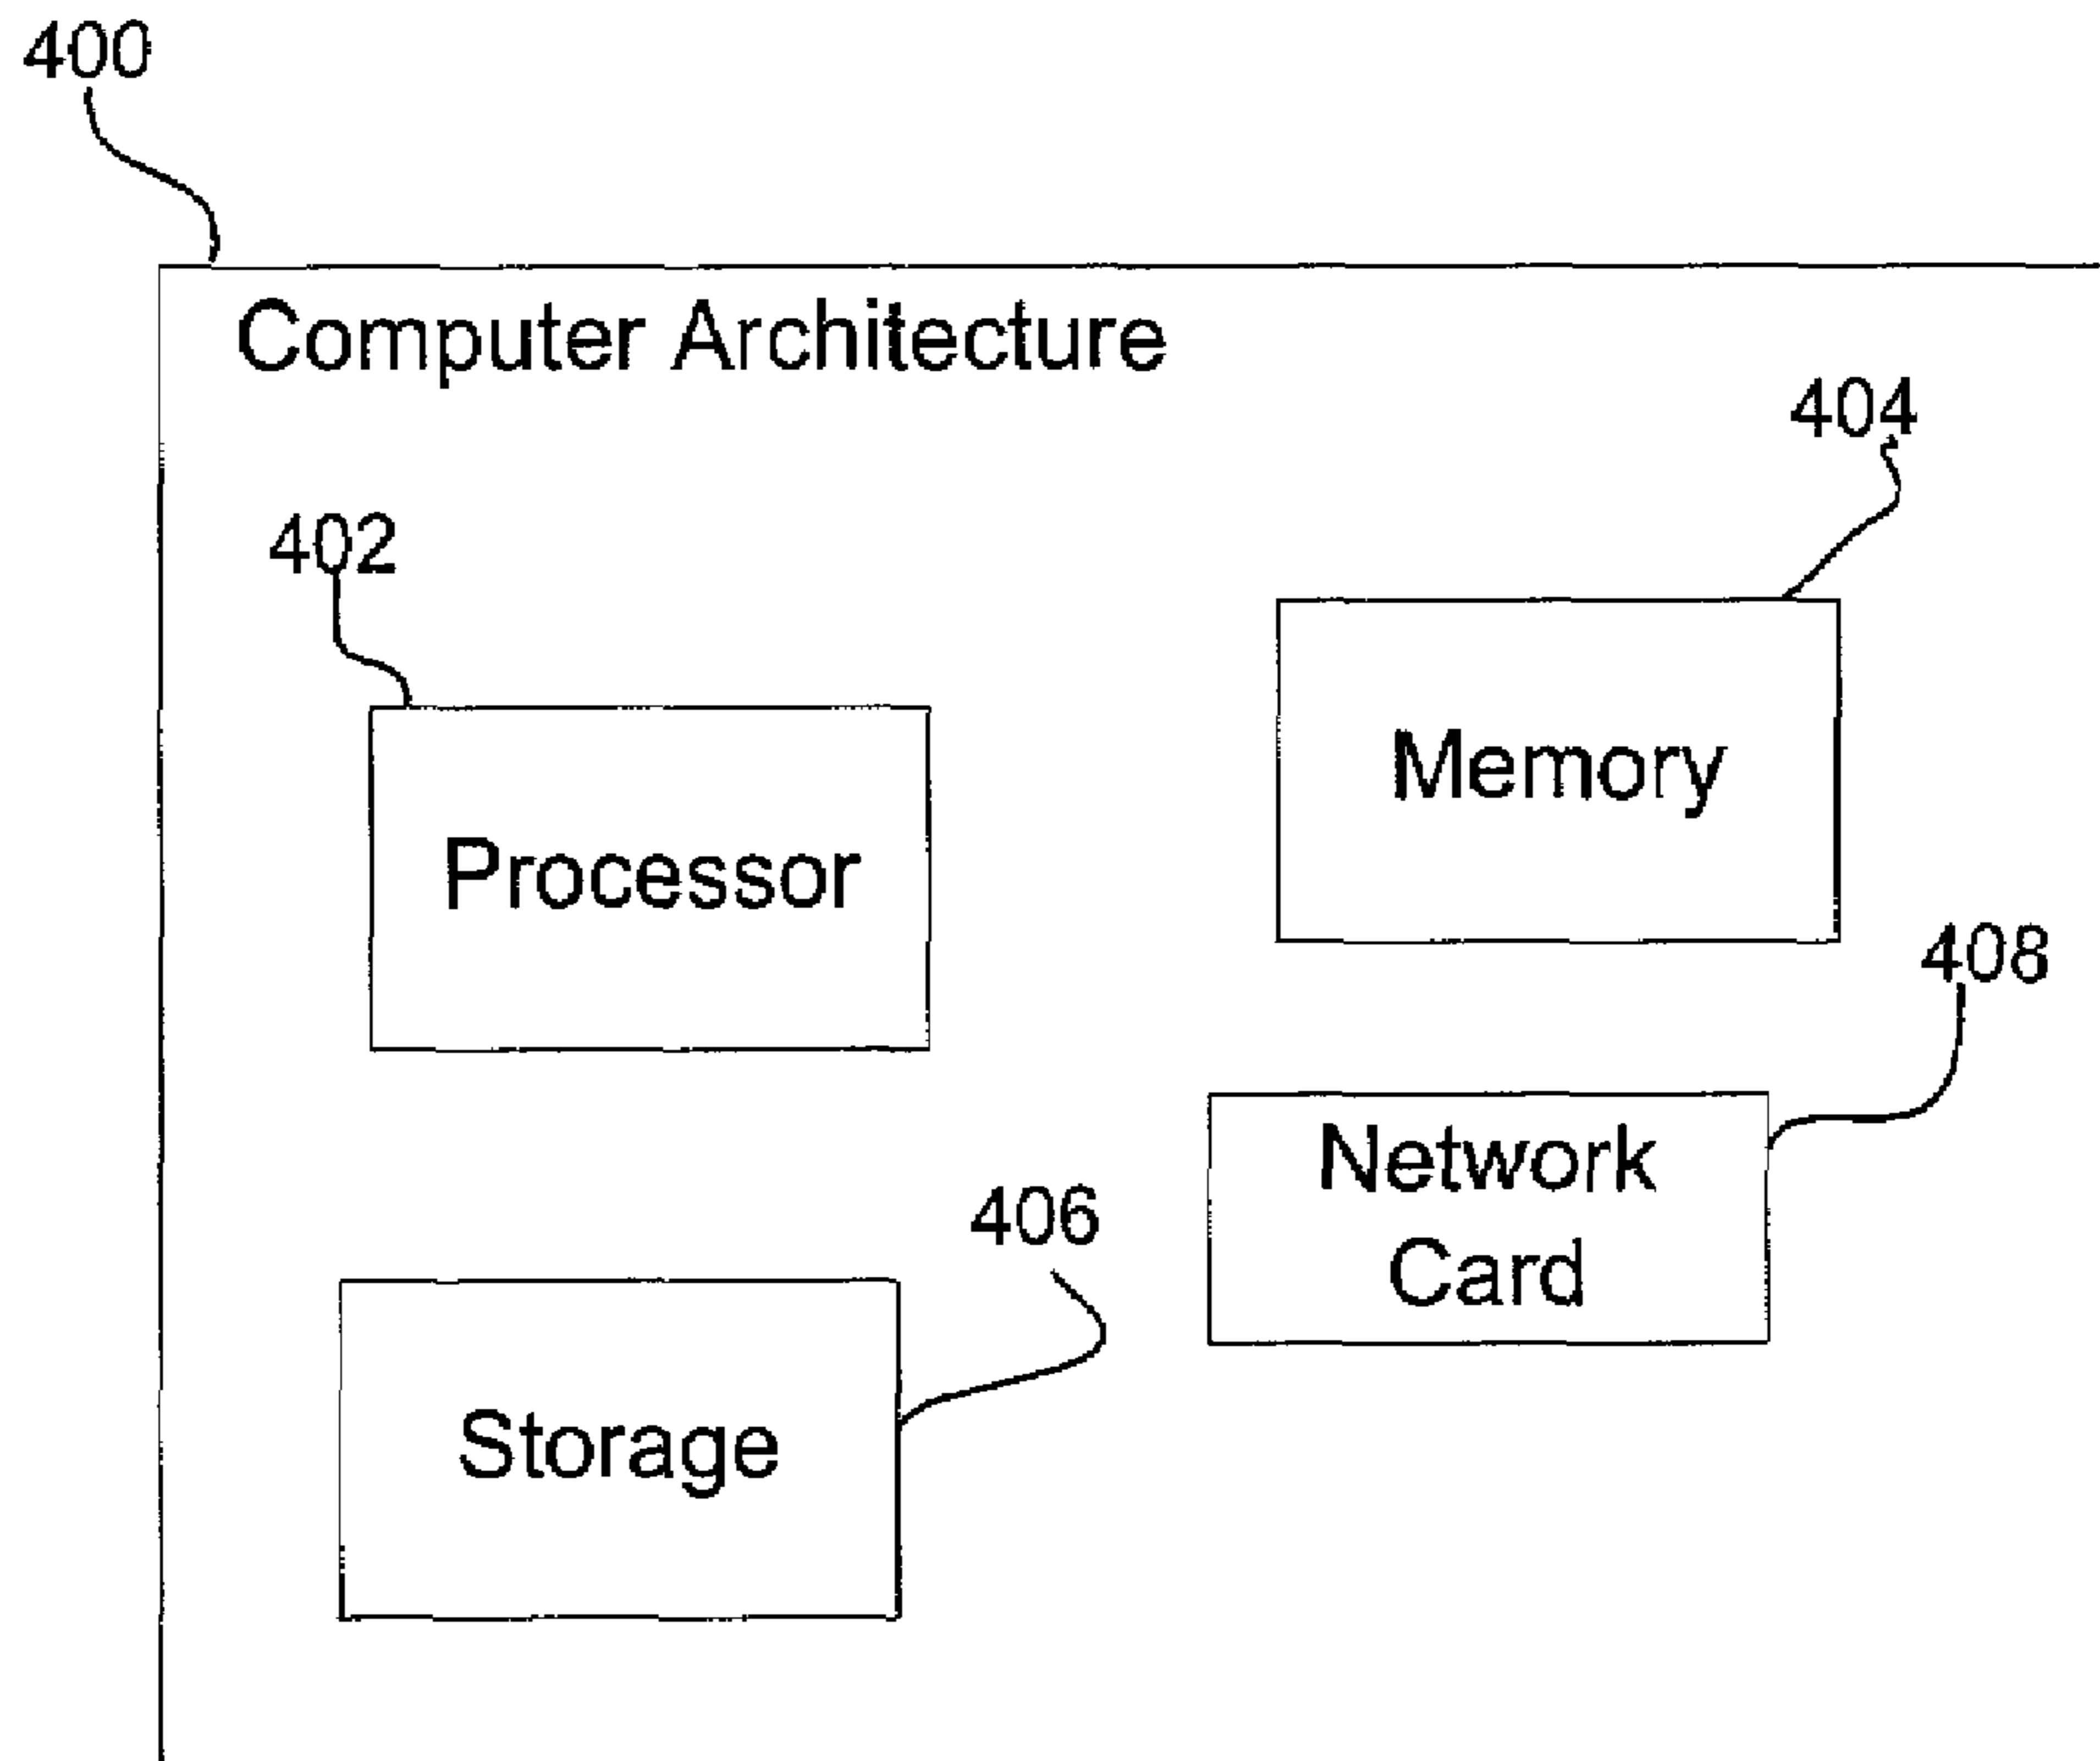 400
Computer Architecture
404
402
Memory
Processor
408
Network
Card
406
Storage